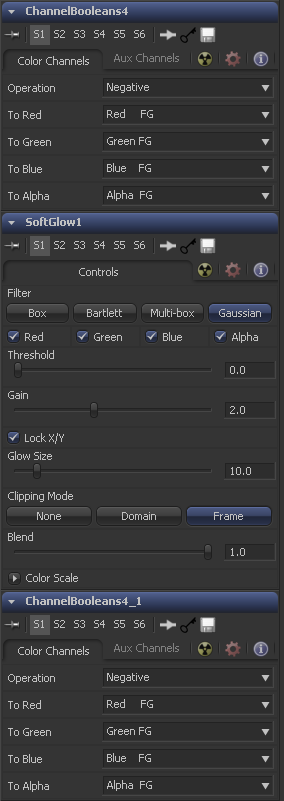 ChannelBooleans4
S1 S2 S3 S4 S5 S6
Color Channels Aux Channels
Operation Negative
To Red Red FG
To Green Green FG
To Blue Blue FG
To Alpha Alpha FG
SoftGlow1
S1 S2 S3 S4 S5 S6
Controls
Filter
Box Bartlett Multi-box Gaussian
Red Green Blue Alpha
Threshold
0.0
Gain
2.0
Lock X/Y
Glow Size
10.0
Clipping Mode
None Domain Frame
Blend
1.0
Color Scale
ChannelBooleans4_1
S1 S2 S3 S4 S5 S6
Color Channels Aux Channels
Operation Negative
To Red Red FG
To Green Green FG
To Blue Blue FG
To Alpha Alpha FG